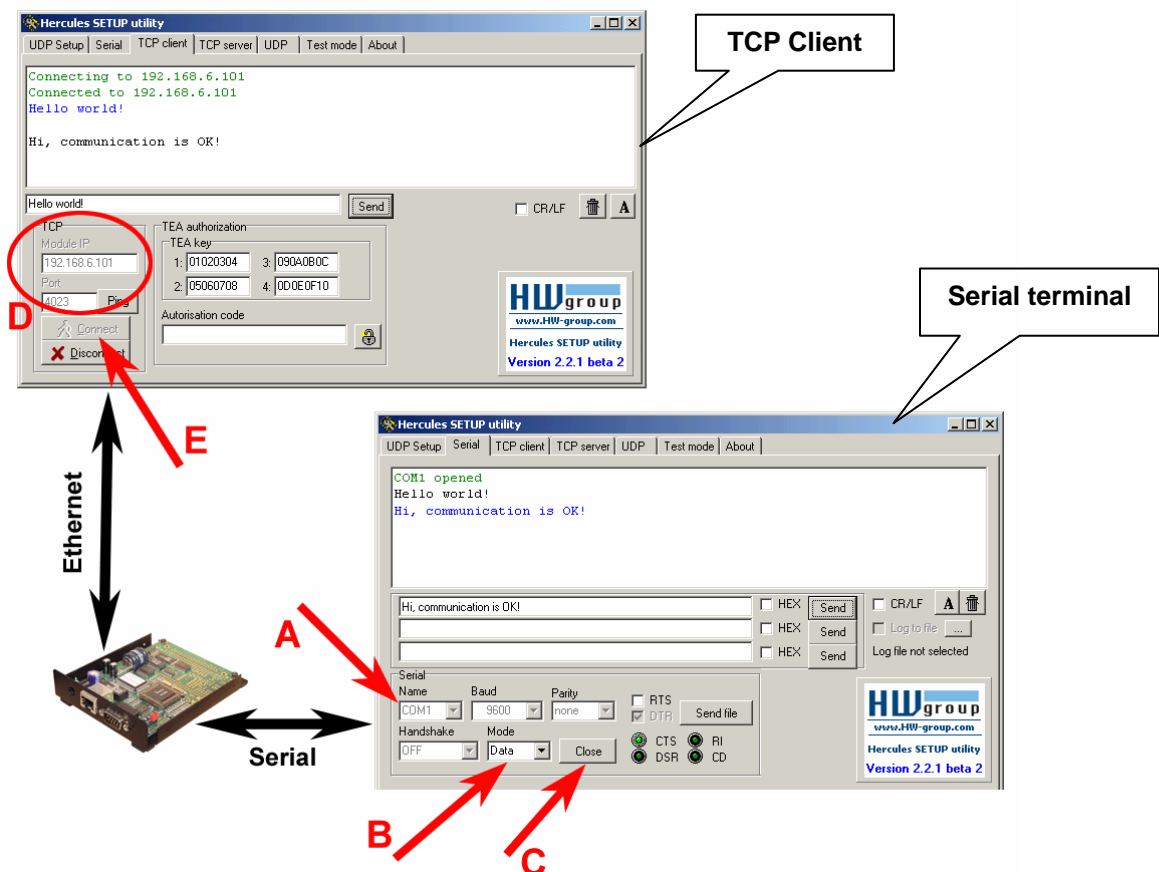 Hercules SETUP utility
UDP Setup Serial TCP client TCP server UDP Test mode About
TCP Client
Connecting to 192.168.6.101
Connected to 192.168.6.101
Hello world!
Hi, communication is OK!
Hello world! Send
CR/LF A
TCP
Module IP
192.168.6.101
Port
4023 Ping
Connect
Disconnect
TEA authorization
TEA key
1: 01020304 3: 090A0B0C
2: 05060708 4: 0D0E0F10
Autorisation code
HWgroup
www.HW-group.com
Hercules SETUP utility
Version 2.2.1 beta 2
D
E
Serial terminal
Ethernet
Hercules SETUP utility
UDP Setup Serial TCP client TCP server UDP Test mode About
COM1 opened
Hello world!
Hi, communication is OK!
Hi, communication is OK! HEX Send
HEX Send
HEX Send
CR/LF A
Log to file ...
Log file not selected
A
Serial
Name Baud Parity
COM1 9600 none
RTS
DTR Send file
Handshake Mode
OFF Data Close
CTS RI
DSR CD
HWgroup
www.HW-group.com
Hercules SETUP utility
Version 2.2.1 beta 2
Serial
B
C